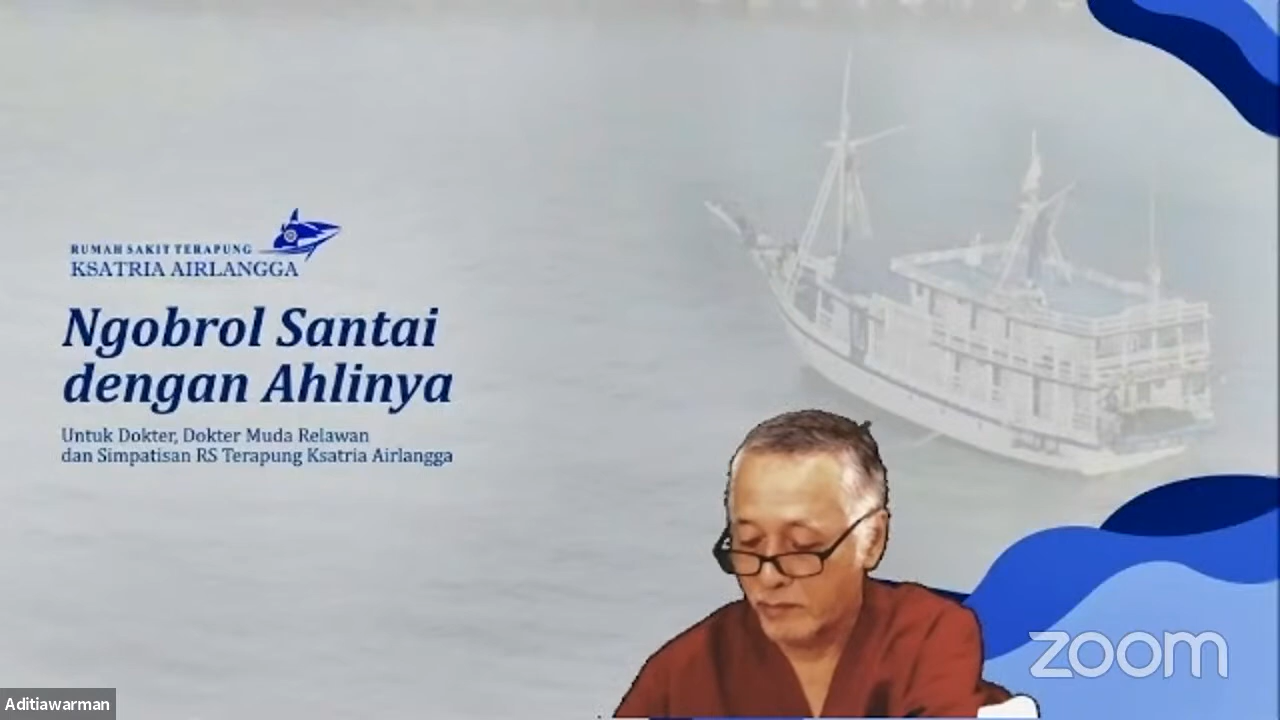 RUMAH SAKIT TERAPUNG
KSATRIA AIRLANGGA
Ngobrol Santai
dengan Ahlinya
Untuk Dokter, Dokter Muda Relawan
dan Simpatisan RS Terapung Ksatria Airlangga
zoom
Aditiawarman